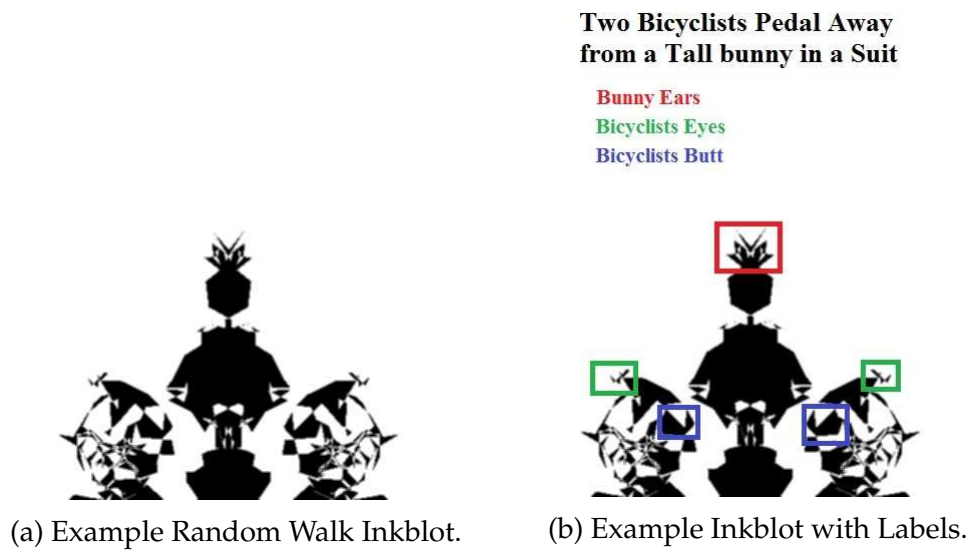 Two Bicyclists Pedal Away
from a Tall bunny in a Suit
Bunny Ears
Bicyclists Eyes
Bicyclists Butt
(a) Example Random Walk Inkblot.
(b) Example Inkblot with Labels.